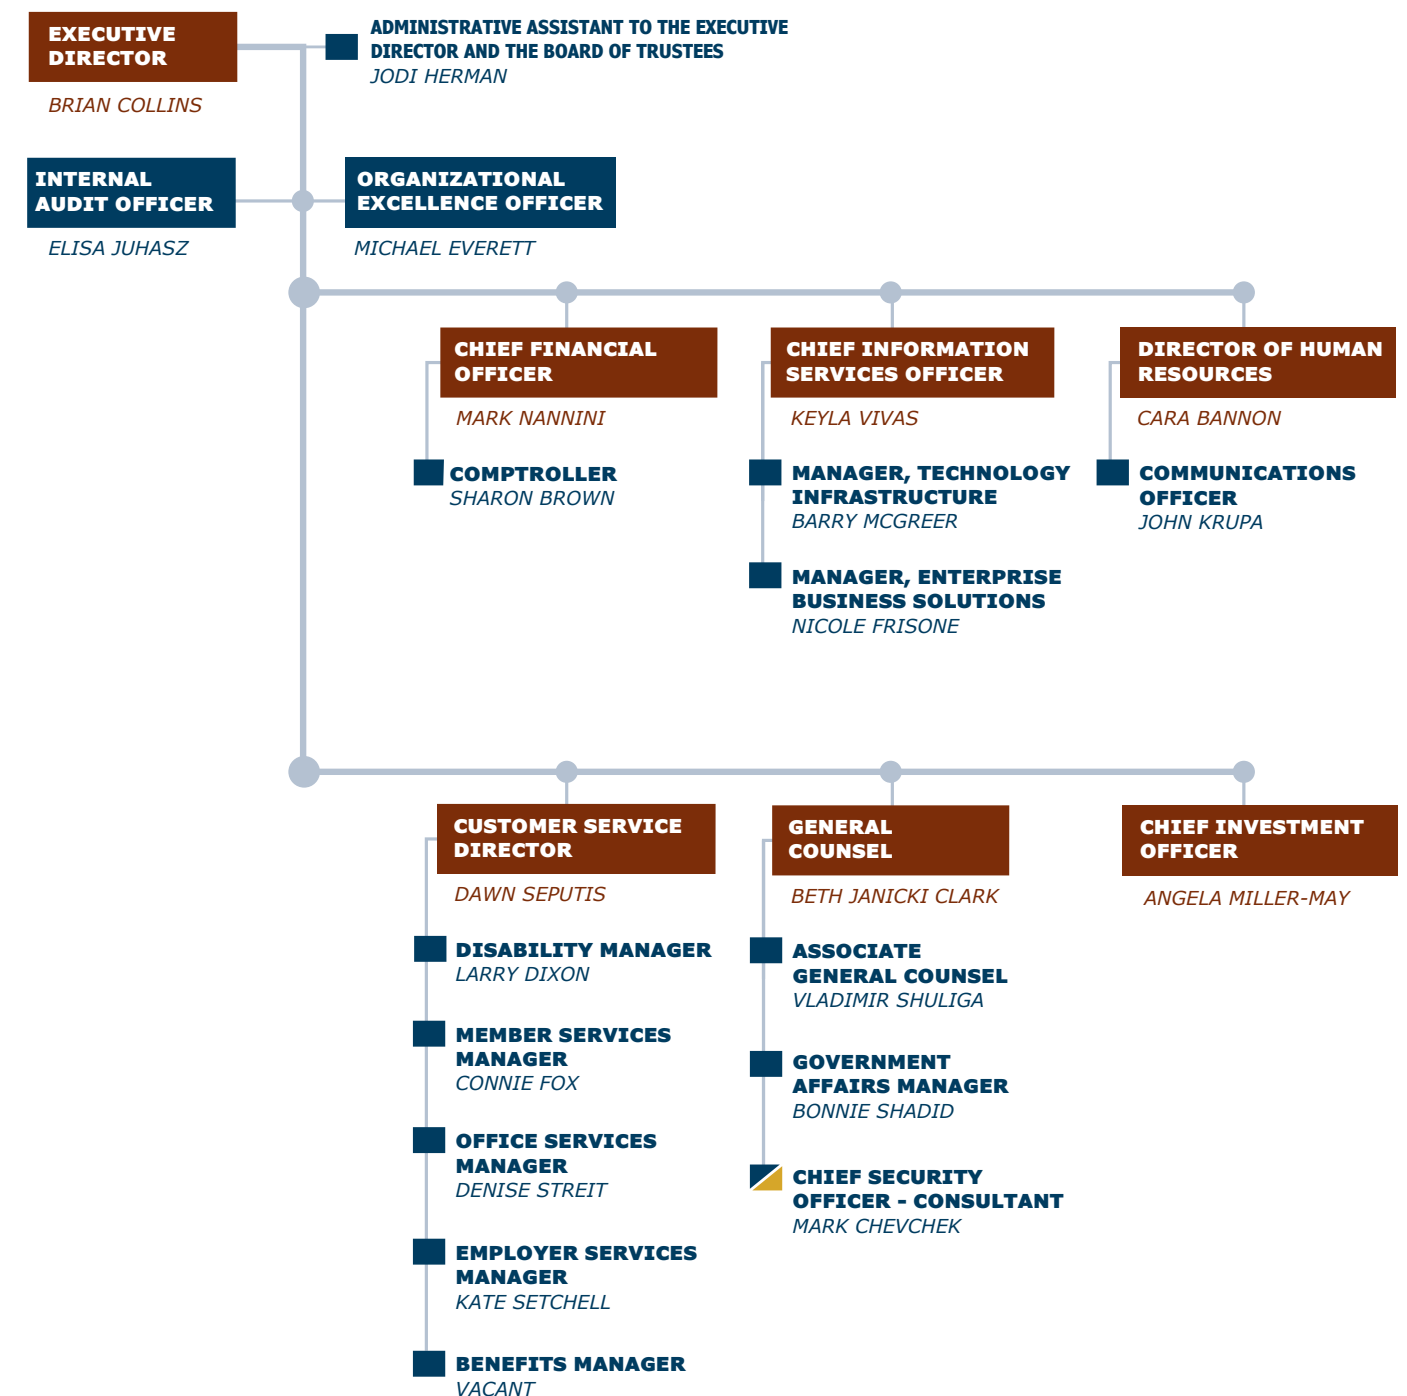 EXECUTIVE
DIRECTOR
BRIAN COLLINS
ADMINISTRATIVE ASSISTANT TO THE EXECUTIVE
DIRECTOR AND THE BOARD OF TRUSTEES
JODI HERMAN
INTERNAL
AUDIT OFFICER
ELISA JUHASZ
ORGANIZATIONAL
EXCELLENCE OFFICER
MICHAEL EVERETT
CHIEF FINANCIAL
OFFICER
MARK NANNINI
COMPTROLLER
SHARON BROWN
CHIEF INFORMATION
SERVICES OFFICER
KEYLA VIVAS
MANAGER, TECHNOLOGY
INFRASTRUCTURE
BARRY MCGREER
MANAGER, ENTERPRISE
BUSINESS SOLUTIONS
NICOLE FRISONE
DIRECTOR OF HUMAN
RESOURCES
CARA BANNON
COMMUNICATIONS
OFFICER
JOHN KRUPA
CUSTOMER SERVICE
DIRECTOR
DAWN SEPUTIS
DISABILITY MANAGER
LARRY DIXON
MEMBER SERVICES
MANAGER
CONNIE FOX
OFFICE SERVICES
MANAGER
DENISE STREIT
EMPLOYER SERVICES
MANAGER
KATE SETCHELL
BENEFITS MANAGER
VACANT
GENERAL
COUNSEL
BETH JANICKI CLARK
ASSOCIATE
GENERAL COUNSEL
VLADIMIR SHULIGA
GOVERNMENT
AFFAIRS MANAGER
BONNIE SHADID
CHIEF SECURITY
OFFICER - CONSULTANT
MARK CHEVCHEK
CHIEF INVESTMENT
OFFICER
ANGELA MILLER-MAY